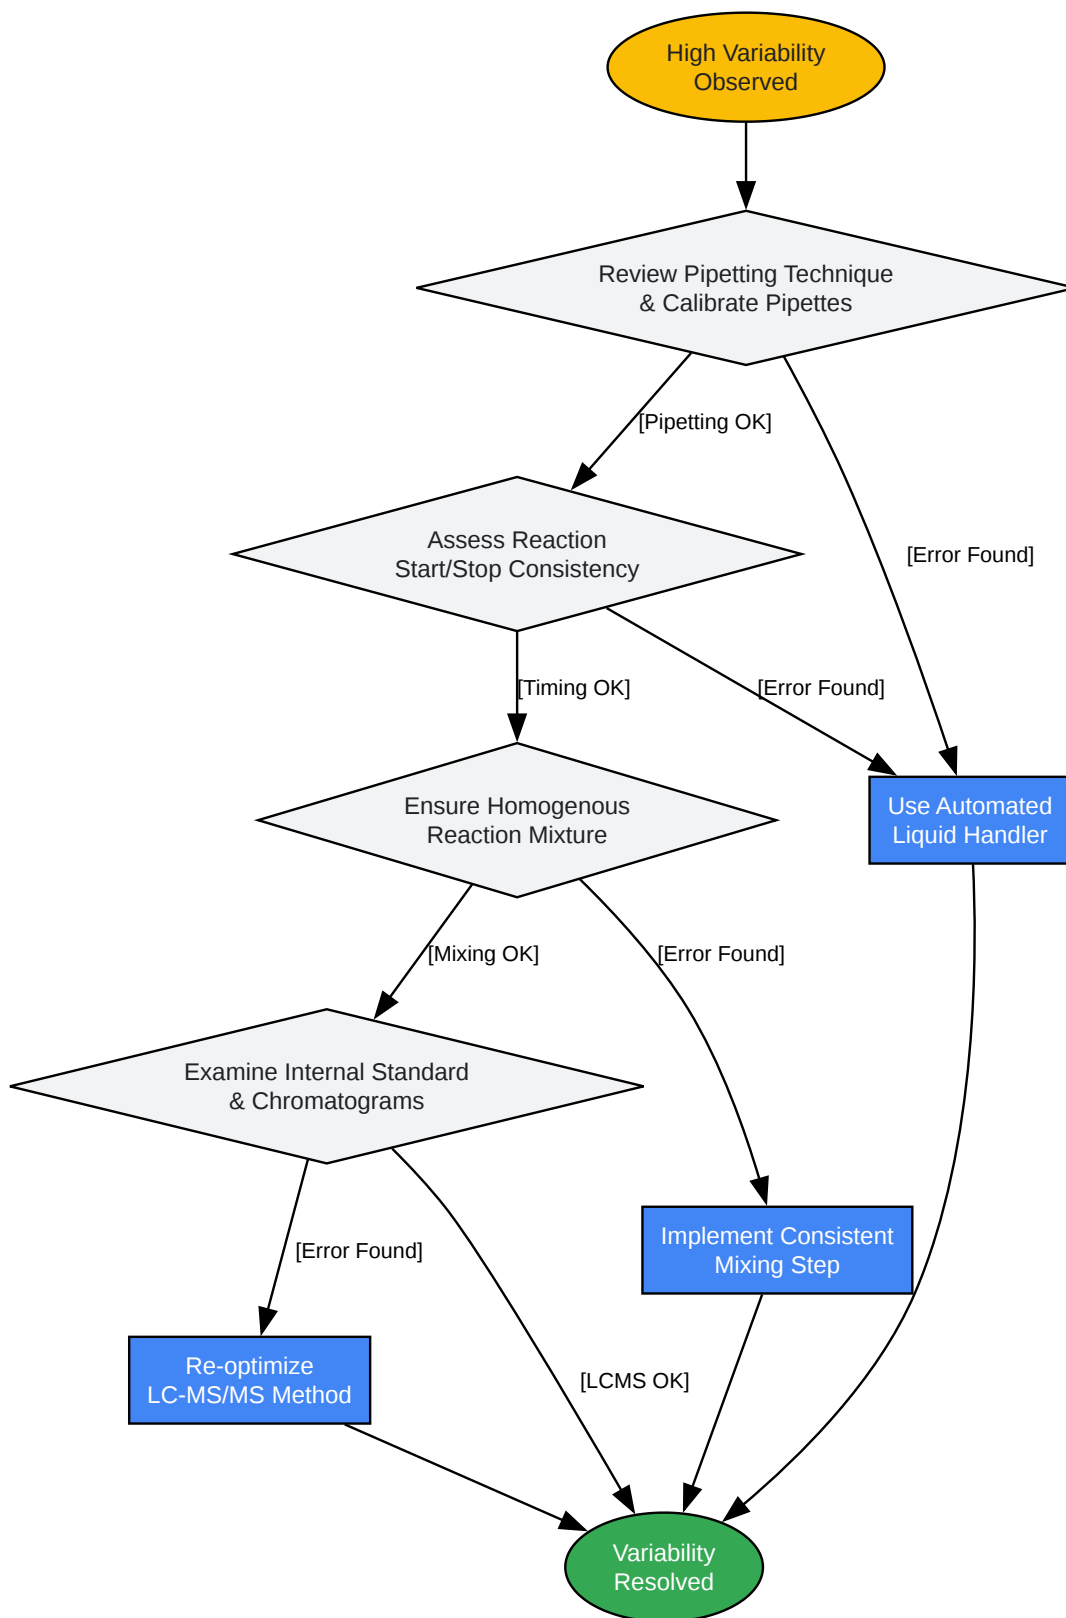 High Variability
Observed
Review Pipetting Technique
& Calibrate Pipettes
[Pipetting OK]
Assess Reaction
Start/Stop Consistency
[Error Found]
[Timing OK]
[Error Found]
Ensure Homogenous
Reaction Mixture
Use Automated
Liquid Handler
[Mixing OK]
[Error Found]
Examine Internal Standard
& Chromatograms
[Error Found]
Implement Consistent
Mixing Step
Re-optimize
LC-MS/MS Method
[LCMS OK]
Variability
Resolved